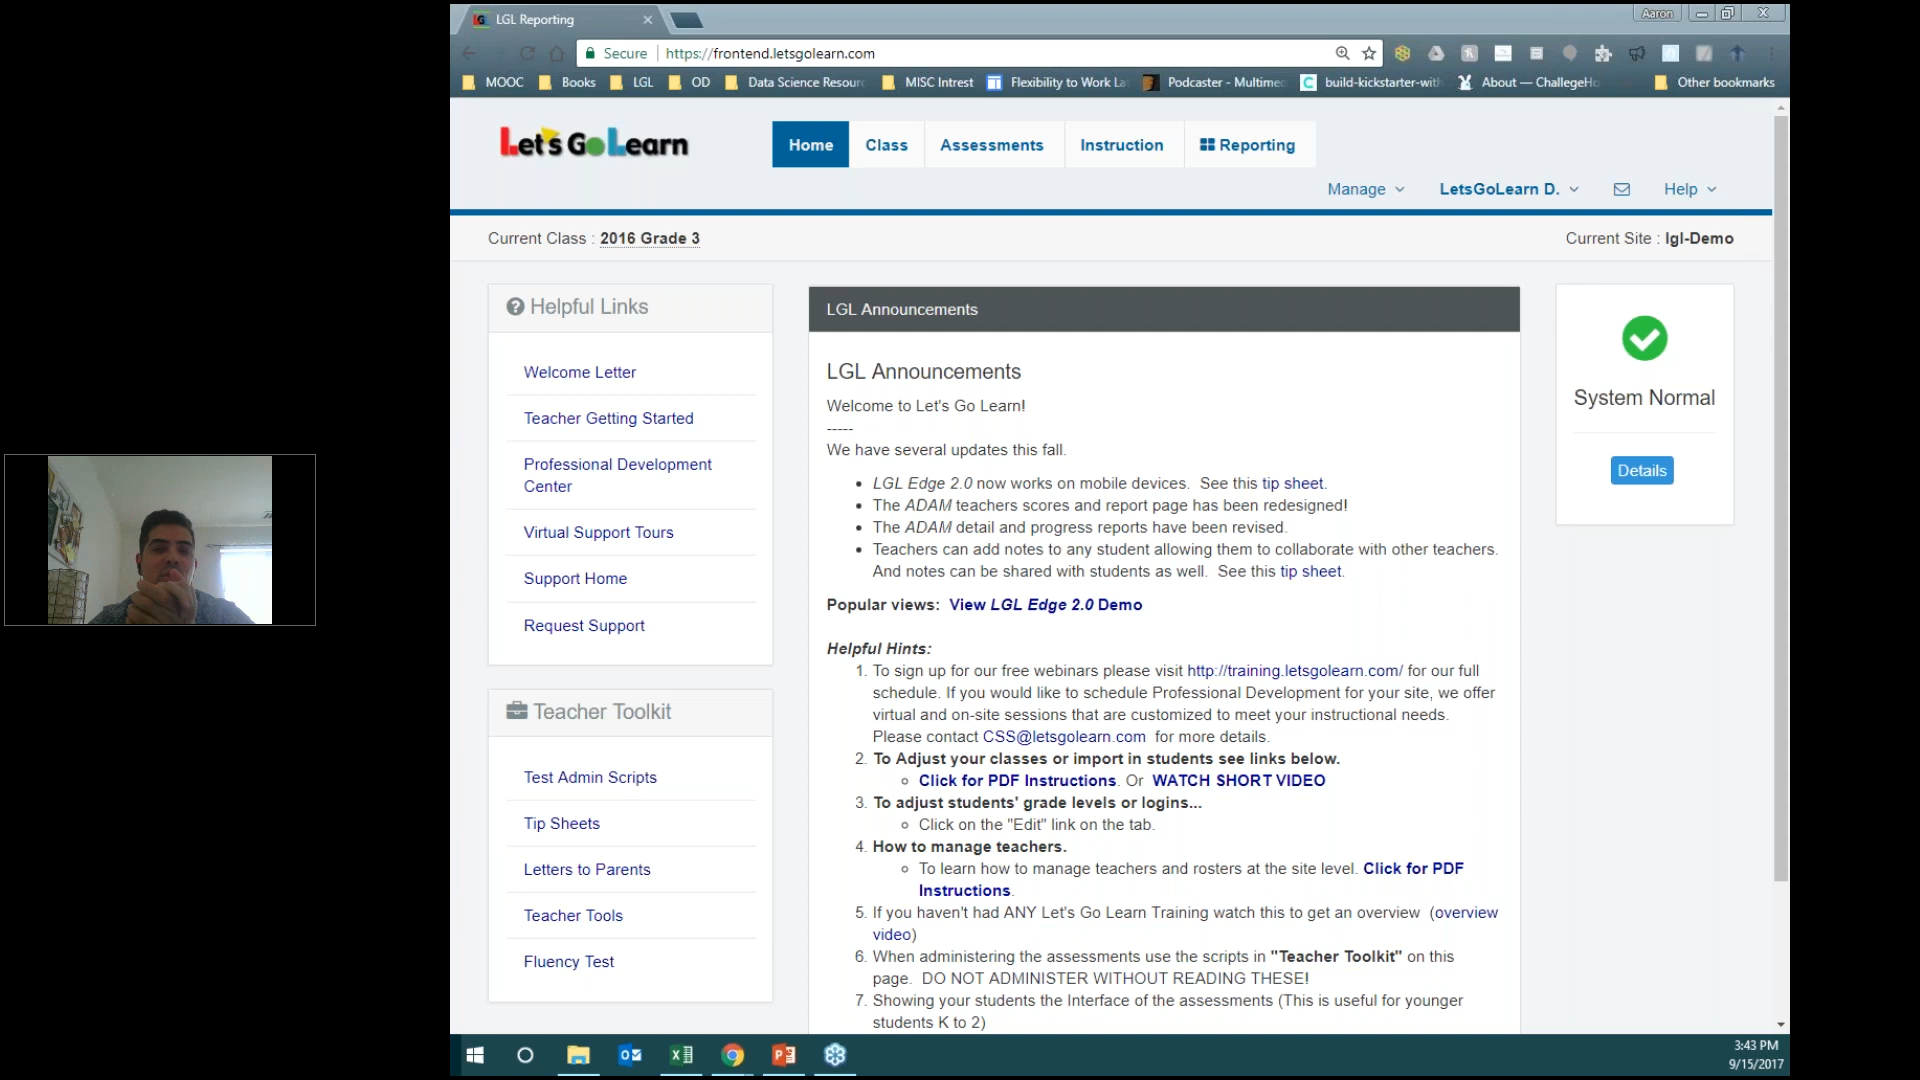 LGL Reporting
Aaron
Secure https://frontend.letsgolearn.com
MOOC Books LGL OD Data Science Resour MISC Intrest Flexibility to Work La Podcaster - Multime build-kickstarter-with About — ChallegeHo Other bookmarks
Let's Go Learn
Home Class Assessments Instruction Reporting
Manage LetsGoLearn D. Help
Current Class : 2016 Grade 3
Current Site : lgl-Demo
Helpful Links
Welcome Letter
Teacher Getting Started
Professional Development
Center
Virtual Support Tours
Support Home
Request Support
Teacher Toolkit
Test Admin Scripts
Tip Sheets
Letters to Parents
Teacher Tools
Fluency Test
LGL Announcements
LGL Announcements
Welcome to Let's Go Learn!
-----
We have several updates this fall.
• LGL Edge 2.0 now works on mobile devices. See this tip sheet.
• The ADAM teachers scores and report page has been redesigned!
• The ADAM detail and progress reports have been revised.
• Teachers can add notes to any student allowing them to collaborate with other teachers.
And notes can be shared with students as well. See this tip sheet.
Popular views: View LGL Edge 2.0 Demo
Helpful Hints:
1. To sign up for our free webinars please visit http://training.letsgolearn.com/ for our full
schedule. If you would like to schedule Professional Development for your site, we offer
virtual and on-site sessions that are customized to meet your instructional needs.
Please contact CSS@letsgolearn.com for more details.
2. To Adjust your classes or import in students see links below.
Click for PDF Instructions. Or WATCH SHORT VIDEO
3. To adjust students' grade levels or logins...
Click on the "Edit" link on the tab.
4. How to manage teachers.
To learn how to manage teachers and rosters at the site level. Click for PDF
Instructions.
5. If you haven't had ANY Let's Go Learn Training watch this to get an overview (overview
video)
6. When administering the assessments use the scripts in "Teacher Toolkit" on this
page. DO NOT ADMINISTER WITHOUT READING THESE!
7. Showing your students the Interface of the assessments (This is useful for younger
students K to 2)
System Normal
Details
3:43 PM
9/15/2017